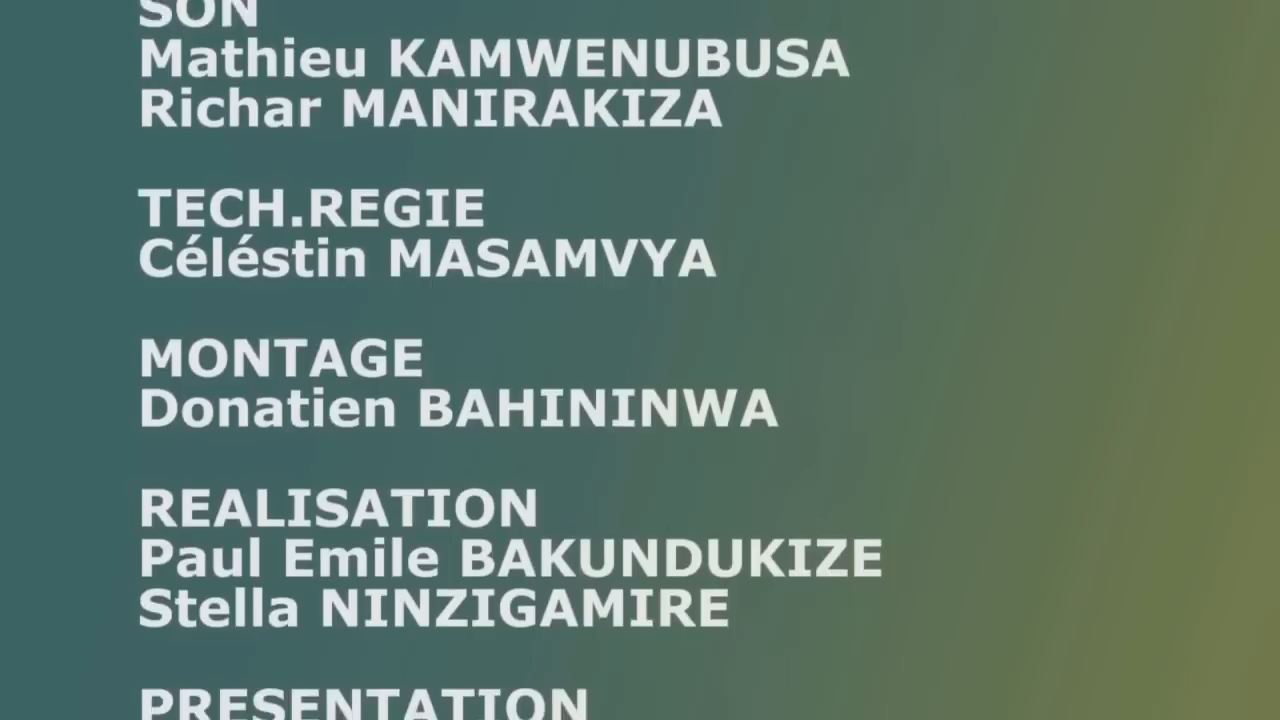 SON
Mathieu KAMWENUBUSA
Richar MANIRAKIZA
TECH.REGIE
Céléstin MASAMVYA
MONTAGE
Donatien BAHININWA
REALISATION
Paul Emile BAKUNDUKIZE
Stella NINZIGAMIRE
PRESENTATION